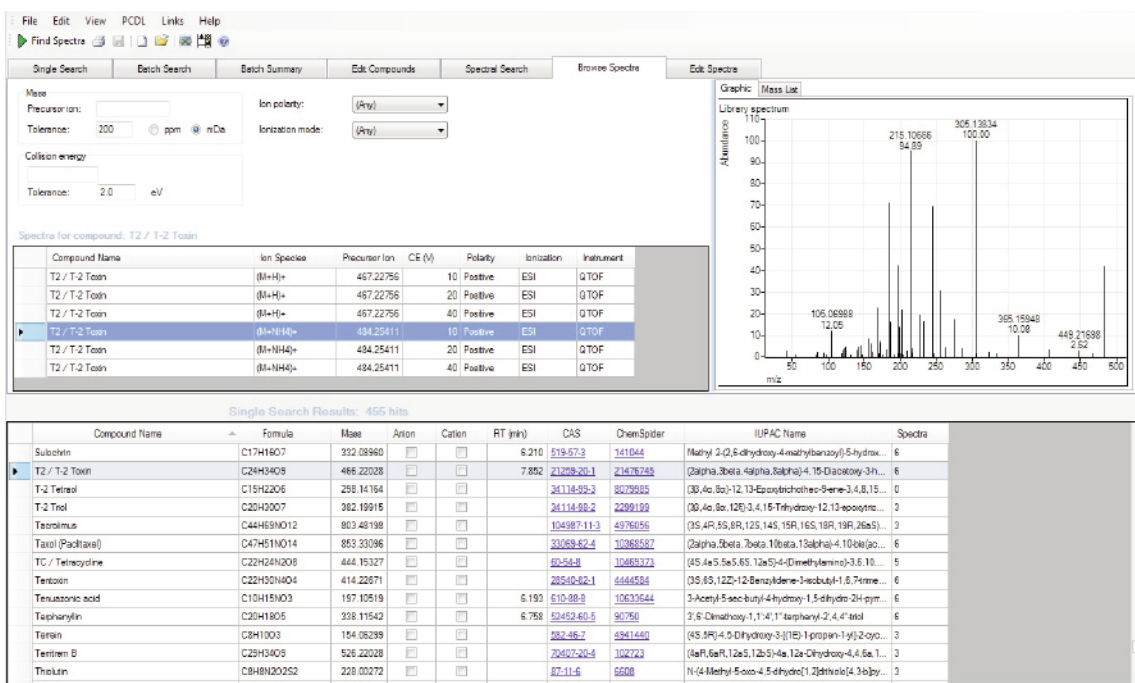 File Edit View PCDL Links Help
Find Spectra
Single Search Batch Search Batch Summary Edit Compounds Spectral Search Browse Spectra Edit Spectra
Mass
Precursor ion:
Tolerance: 200 ppm mDa
Ion polarity: (Any)
Ionization mode: (Any)
Collision energy
Tolerance: 2.0 eV
Graphic Mass List
Library spectrum
Abundance
110
100
90
80
70
60
50
40
30
20
10
0
215.10666
94.89
305.13834
100.00
105.06988
12.05
365.15948
10.08
449.21698
2.62
50 100 150 200 250 300 350 400 450 500
m/z
Spectra for compound: T2 / T-2 Toxin
Compound Name Ion Species Precursor Ion CE (V) Polarity Ionization Instrument
T2 / T-2 Toxin (M+H)+ 467.22756 10 Positive ESI QTOF
T2 / T-2 Toxin (M+H)+ 467.22756 20 Positive ESI QTOF
T2 / T-2 Toxin (M+H)+ 467.22756 40 Positive ESI QTOF
T2 / T-2 Toxin (M+NH4)+ 484.25411 10 Positive ESI QTOF
T2 / T-2 Toxin (M+NH4)+ 484.25411 20 Positive ESI QTOF
T2 / T-2 Toxin (M+NH4)+ 484.25411 40 Positive ESI QTOF
Single Search Results: 455 hits
Compound Name Formula Mass Anion Cation RT (min) CAS ChemSpider IUPAC Name Spectra
Sulochrin C17H16O7 332.08960 6.210 519-57-3 141044 Methyl 2-(2,6-dihydroxy-4-methylbenzoyl)-5-hydrox... 6
T2 / T-2 Toxin C24H34O9 466.22028 7.852 21259-20-1 21476745 (2alpha,3beta,4alpha,8alpha)-4,15-Diacetoxy-3-h... 6
T-2 Tetraol C15H22O6 298.14164 34114-99-3 8079985 (3β,4α,8α)-12,13-Epoxytrichothec-9-ene-3,4,8,15... 0
T-2 Triol C20H30O7 382.19915 34114-98-2 2299199 (3β,4α,8α,12ξ)-3,4,15-Trihydroxy-12,13-epoxytric... 3
Tacrolimus C44H69NO12 803.48198 104987-11-3 4976056 (3S,4R,5S,8R,12S,14S,15R,16S,18R,19R,26aS)... 3
Taxol (Paclitaxel) C47H51NO14 853.33096 33069-62-4 10368587 (2alpha,5beta,7beta,10beta,13alpha)-4,10-bis(ac... 6
TC / Tetracycline C22H24N2O8 444.15327 60-54-8 10469373 (4S,4aS,5aS,6S,12aS)-4-(Dimethylamino)-3,6,10,... 5
Tentoxin C22H30N4O4 414.22671 28540-82-1 4444584 (3S,6S,12Z)-12-Benzylidene-3-isobutyl-1,6,7-trime... 6
Tenuazonic acid C10H15NO3 197.10519 6.193 610-88-8 10633644 3-Acetyl-5-sec-butyl-4-hydroxy-1,5-dihydro-2H-pyrr... 6
Terphenyllin C20H18O5 338.11542 6.758 52452-60-5 90750 3',6'-Dimethoxy-1,1':4',1''-terphenyl-2',4,4''-triol 6
Terrein C8H10O3 154.06299 582-46-7 4941440 (4S,5R)-4,5-Dihydroxy-3-[(1E)-1-propen-1-yl]-2-cyc... 3
Territrem B C29H34O9 526.22028 70407-20-4 102723 (4aR,6aR,12aS,12bS)-4a,12a-Dihydroxy-4,4,6a,1... 3
Thiolutin C8H8N2O2S2 228.00272 87-11-6 6608 N-(4-Methyl-5-oxo-4,5-dihydro[1,2]dithiolo[4,3-b]py... 3